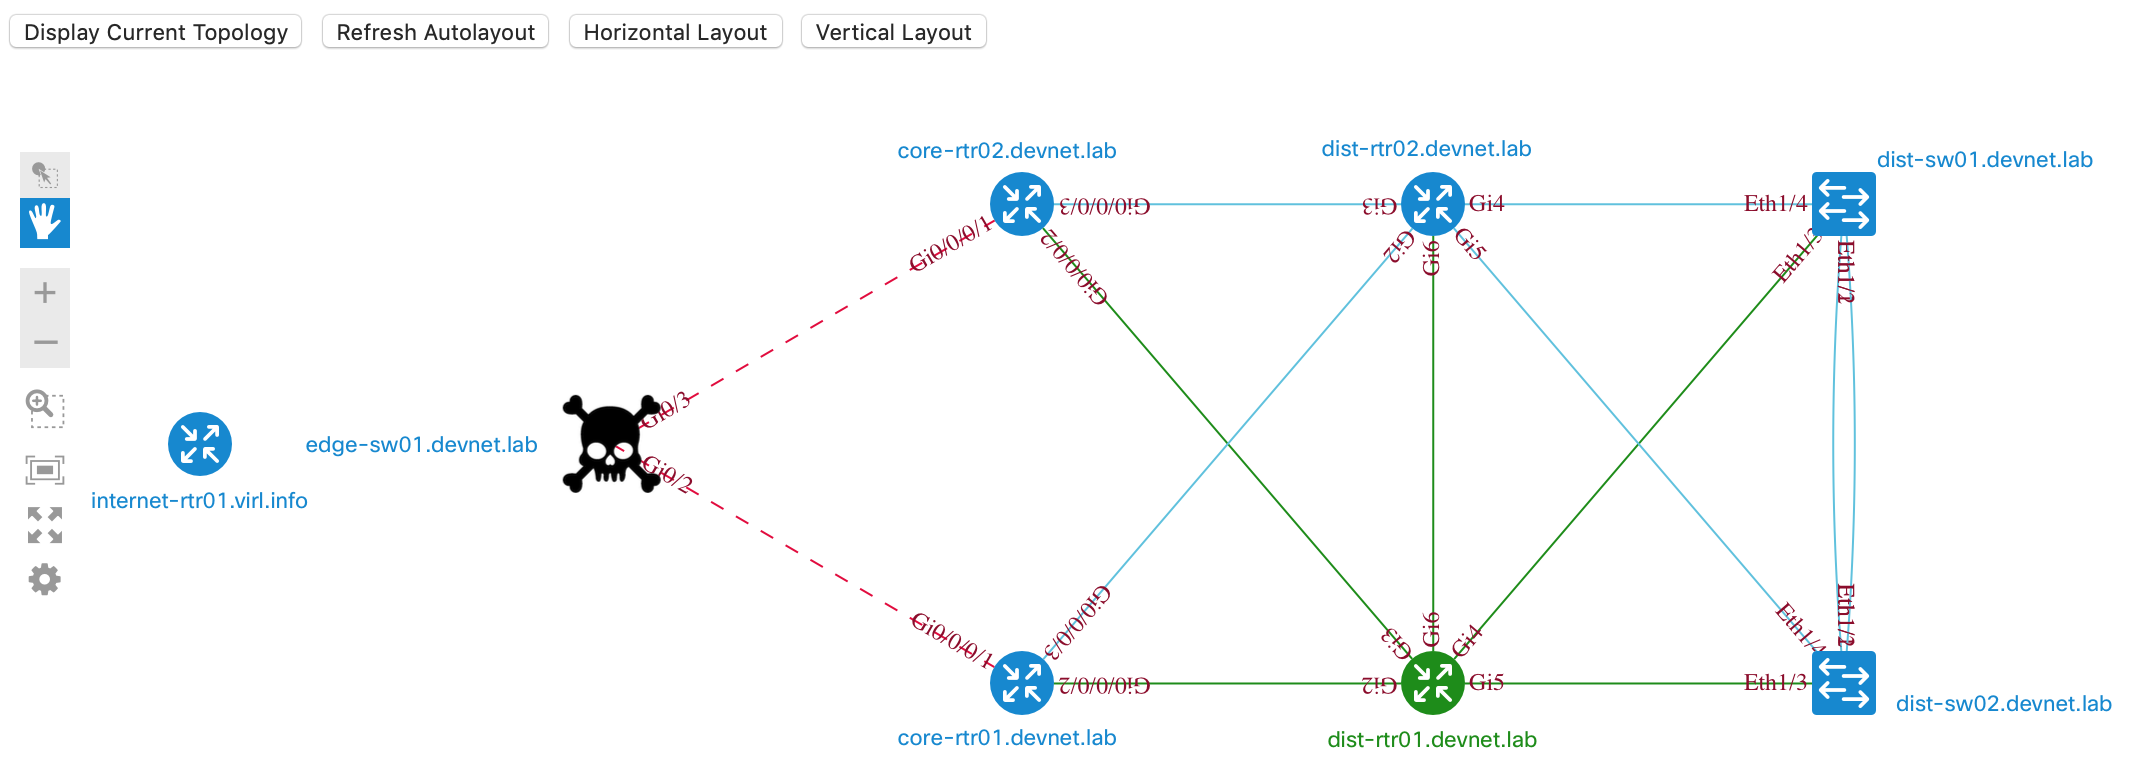 Display Current Topology
Refresh Autolayout
Horizontal Layout
Vertical Layout
core-rtr02.devnet.lab
dist-rtr02.devnet.lab
dist-sw01.devnet.lab
Gi0/0/0/1
Gi0/0/0/3
Gi3
Gi4
Eth1/4
Gi0/0/0/2
Gi2
Gi6
Gi5
Eth1/3
Eth1/2
Gi0/3
edge-sw01.devnet.lab
Gi0/2
internet-rtr01.virl.info
Gi0/0/0/1
Gi0/0/0/3
Gi3
Gi6
Gi4
Eth1/4
Eth1/2
Gi0/0/0/2
Gi2
Gi5
Eth1/3
dist-sw02.devnet.lab
core-rtr01.devnet.lab
dist-rtr01.devnet.lab